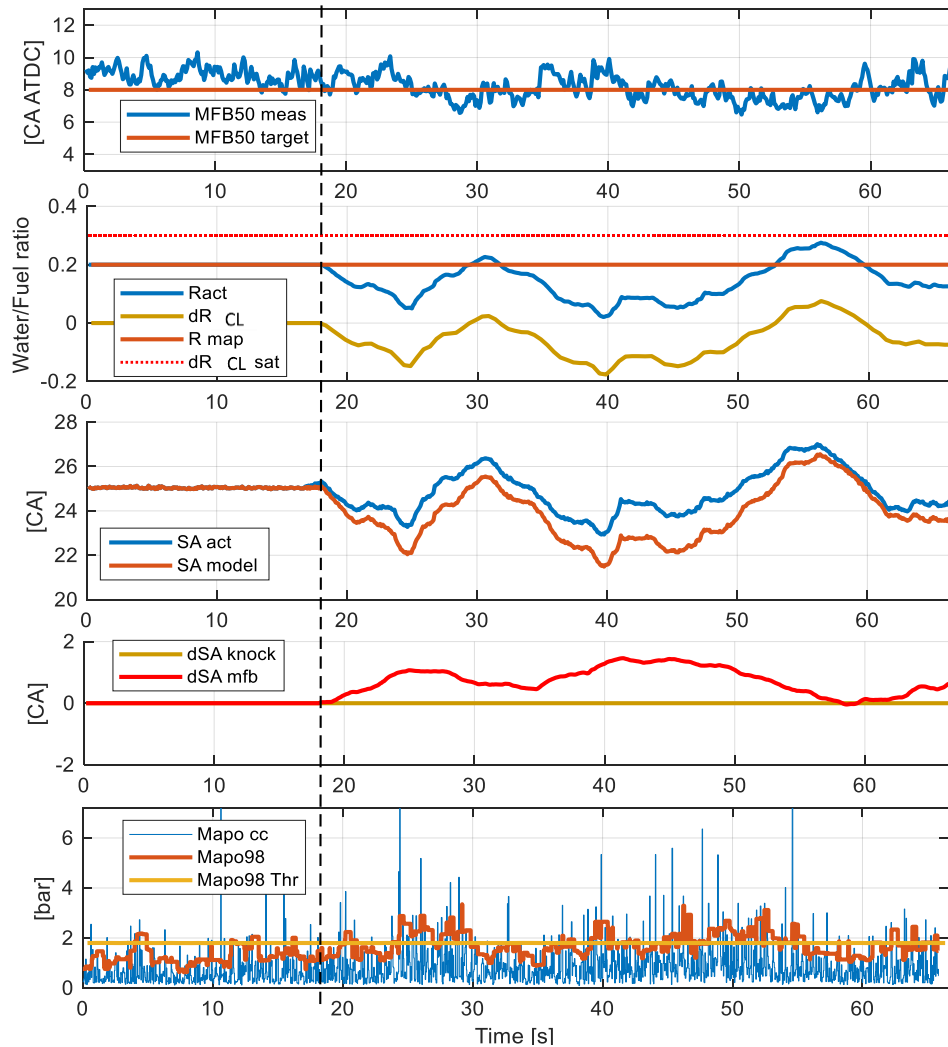 12
10
8
6
4
[CA ATDC]
MFB50 meas
MFB50 target
0 10 20 30 40 50 60
0.4
0.2
0
-0.2
Water/Fuel ratio
Ract
dR CL
R map
dR CL sat
0 10 20 30 40 50 60
28
26
24
22
20
[CA]
SA act
SA model
0 10 20 30 40 50 60
2
0
-2
[CA]
dSA knock
dSA mfb
0 10 20 30 40 50 60
6
4
2
0
[bar]
Mapo cc
Mapo98
Mapo98 Thr
0 10 20 30 40 50 60
Time [s]